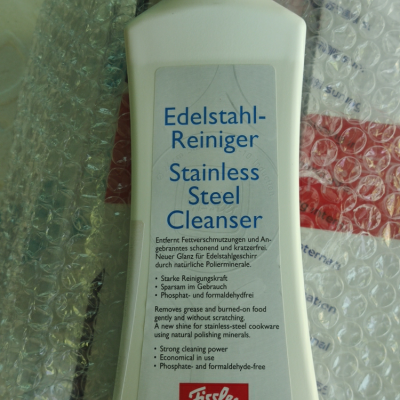 Edelstahl-
Reiniger
Stainless
Steel
Cleanser
Entfernt Fettverschmutzungen und An-
gebranntes schonend und kratzerfrei.
Neuer Glanz für Edelstahlgeschirr
durch natürliche Polierminerale.
• Starke Reinigungskraft
• Sparsam im Gebrauch
• Phosphat- und formaldehydfrei
Removes grease and burned-on food
gently and without scratching.
A new shine for stainless-steel cookware
using natural polishing minerals.
• Strong cleaning power
• Economical in use
• Phosphate- and formaldehyde-free
Fissler